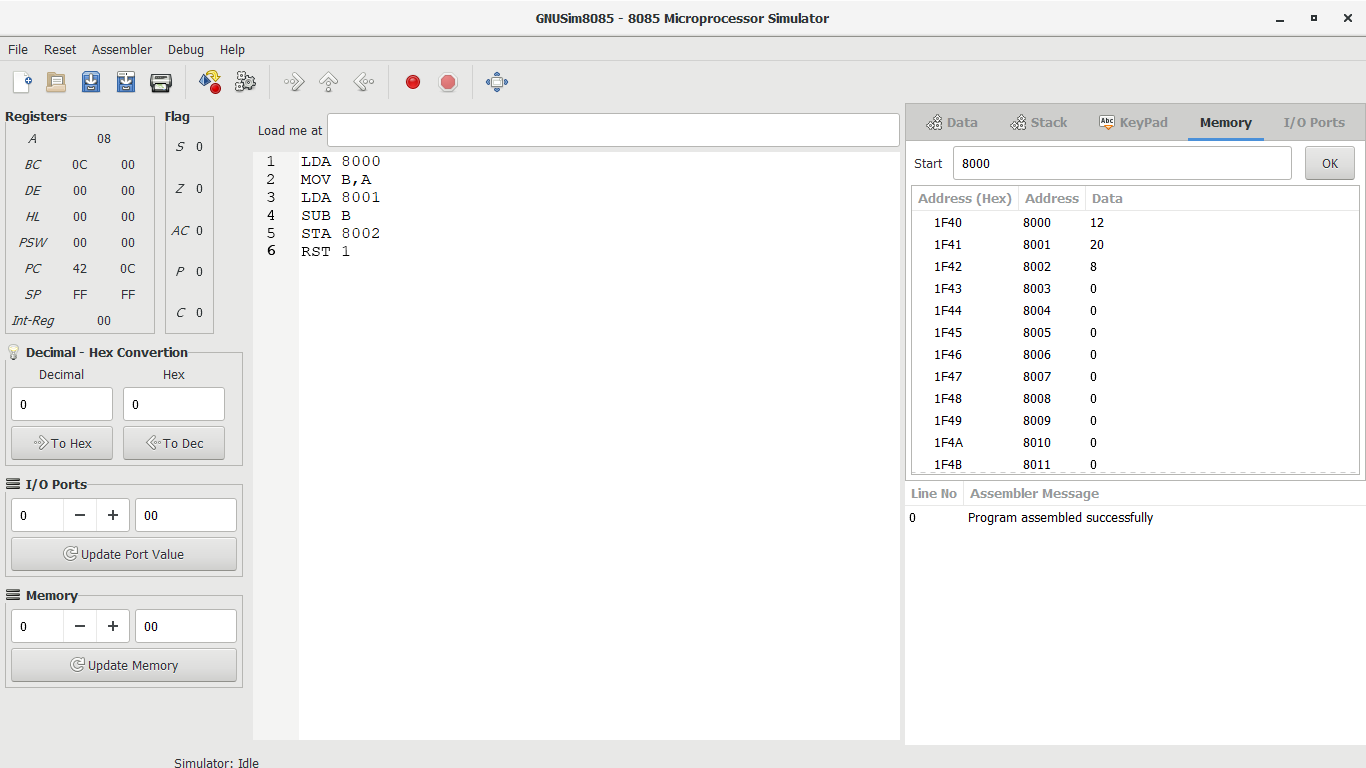 GNUSim8085 - 8085 Microprocessor Simulator
File Reset Assembler Debug Help
Registers
A 08
BC 0C 00
DE 00 00
HL 00 00
PSW 00 00
PC 42 0C
SP FF FF
Int-Reg 00
Flag
S 0
Z 0
AC 0
P 0
C 0
Decimal - Hex Convertion
Decimal Hex
0 0
To Hex To Dec
I/O Ports
0 − + 00
Update Port Value
Memory
0 − + 00
Update Memory
Load me at
1 LDA 8000
2 MOV B,A
3 LDA 8001
4 SUB B
5 STA 8002
6 RST 1
Data Stack Abc KeyPad Memory I/O Ports
Start 8000 OK
Address (Hex) Address Data
1F40 8000 12
1F41 8001 20
1F42 8002 8
1F43 8003 0
1F44 8004 0
1F45 8005 0
1F46 8006 0
1F47 8007 0
1F48 8008 0
1F49 8009 0
1F4A 8010 0
1F4B 8011 0
Line No Assembler Message
0 Program assembled successfully
Simulator: Idle